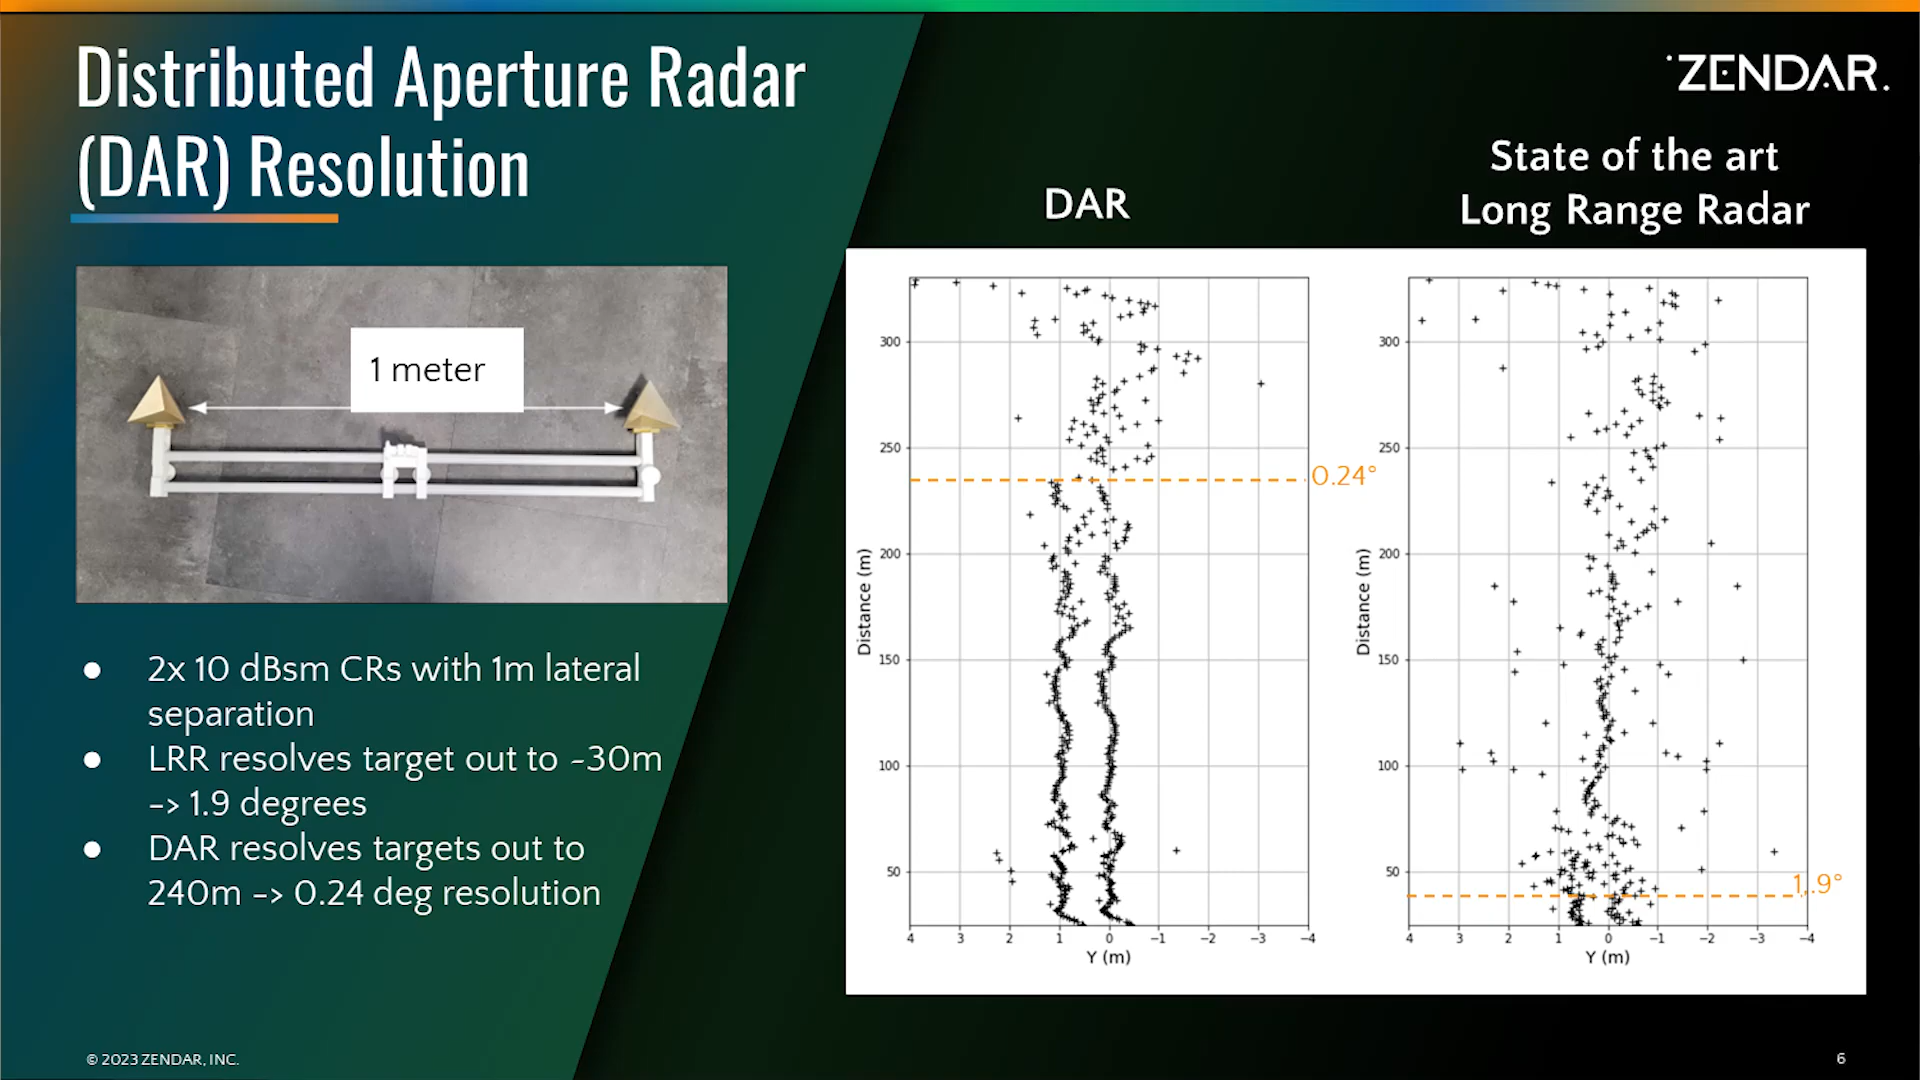 Distributed Aperture Radar
(DAR) Resolution
ZENDAR.
DAR
State of the art
Long Range Radar
1 meter
● 2x 10 dBsm CRs with 1m lateral
separation
● LRR resolves target out to ~30m
-> 1.9 degrees
● DAR resolves targets out to
240m -> 0.24 deg resolution
300
250
200
150
100
50
Distance (m)
4 3 2 1 0 −1 −2 −3 −4
Y (m)
0.24°
300
250
200
150
100
50
Distance (m)
4 3 2 1 0 −1 −2 −3 −4
Y (m)
1.9°
© 2023 ZENDAR, INC.
6